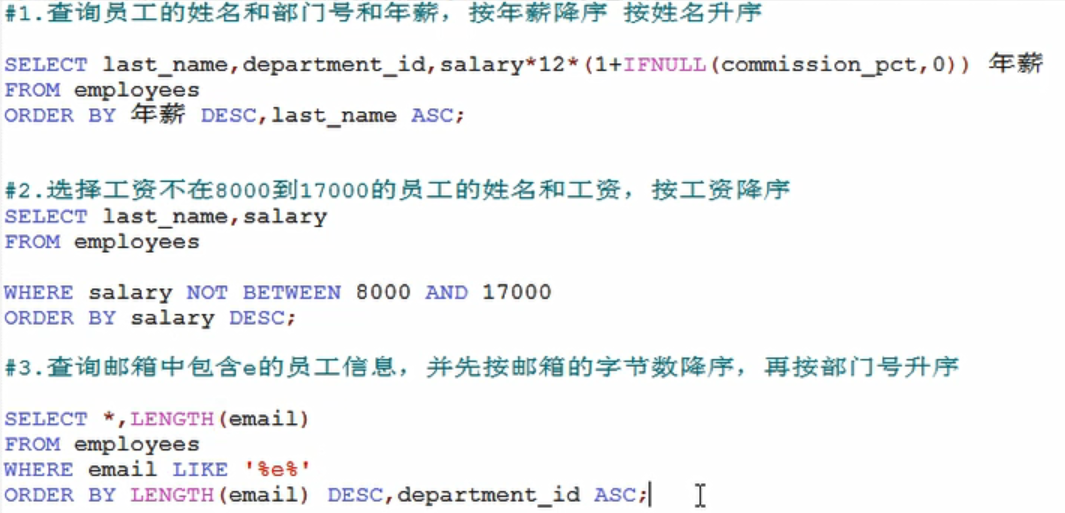 #1.查询员工的姓名和部门号和年薪，按年薪降序 按姓名升序
SELECT last_name,department_id,salary*12*(1+IFNULL(commission_pct,0)) 年薪
FROM employees
ORDER BY 年薪 DESC,last_name ASC;
#2.选择工资不在8000到17000的员工的姓名和工资，按工资降序
SELECT last_name,salary
FROM employees
WHERE salary NOT BETWEEN 8000 AND 17000
ORDER BY salary DESC;
#3.查询邮箱中包含e的员工信息，并先按邮箱的字节数降序，再按部门号升序
SELECT *,LENGTH(email)
FROM employees
WHERE email LIKE '%e%'
ORDER BY LENGTH(email) DESC,department_id ASC;